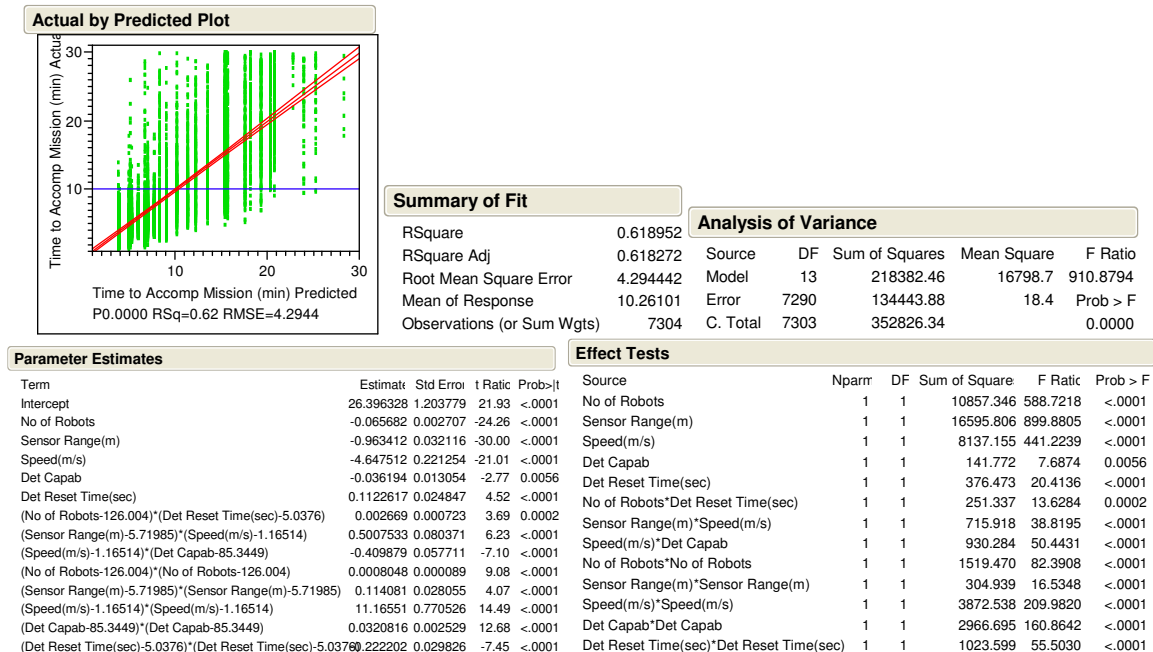 Actual by Predicted Plot
Time to Accomp Mission (min) Actua
30
20
10
10 20 30
Time to Accomp Mission (min) Predicted
P0.0000 RSq=0.62 RMSE=4.2944
Summary of Fit
RSquare 0.618952
RSquare Adj 0.618272
Root Mean Square Error 4.294442
Mean of Response 10.26101
Observations (or Sum Wgts) 7304
Analysis of Variance
Source DF Sum of Squares Mean Square F Ratio
Model 13 218382.46 16798.7 910.8794
Error 7290 134443.88 18.4 Prob > F
C. Total 7303 352826.34 0.0000
Parameter Estimates
Term Estimate Std Error t Ratio Prob>|t
Intercept 26.396328 1.203779 21.93 <.0001
No of Robots -0.065682 0.002707 -24.26 <.0001
Sensor Range(m) -0.963412 0.032116 -30.00 <.0001
Speed(m/s) -4.647512 0.221254 -21.01 <.0001
Det Capab -0.036194 0.013054 -2.77 0.0056
Det Reset Time(sec) 0.1122617 0.024847 4.52 <.0001
(No of Robots-126.004)*(Det Reset Time(sec)-5.0376) 0.002669 0.000723 3.69 0.0002
(Sensor Range(m)-5.71985)*(Speed(m/s)-1.16514) 0.5007533 0.080371 6.23 <.0001
(Speed(m/s)-1.16514)*(Det Capab-85.3449) -0.409879 0.057711 -7.10 <.0001
(No of Robots-126.004)*(No of Robots-126.004) 0.0008048 0.000089 9.08 <.0001
(Sensor Range(m)-5.71985)*(Sensor Range(m)-5.71985) 0.114081 0.028055 4.07 <.0001
(Speed(m/s)-1.16514)*(Speed(m/s)-1.16514) 11.16551 0.770526 14.49 <.0001
(Det Capab-85.3449)*(Det Capab-85.3449) 0.0320816 0.002529 12.68 <.0001
(Det Reset Time(sec)-5.0376)*(Det Reset Time(sec)-5.0376) 0.222202 0.029826 -7.45 <.0001
Effect Tests
Source Nparm DF Sum of Square F Ratio Prob > F
No of Robots 1 1 10857.346 588.7218 <.0001
Sensor Range(m) 1 1 16595.806 899.8805 <.0001
Speed(m/s) 1 1 8137.155 441.2239 <.0001
Det Capab 1 1 141.772 7.6874 0.0056
Det Reset Time(sec) 1 1 376.473 20.4136 <.0001
No of Robots*Det Reset Time(sec) 1 1 251.337 13.6284 0.0002
Sensor Range(m)*Speed(m/s) 1 1 715.918 38.8195 <.0001
Speed(m/s)*Det Capab 1 1 930.284 50.4431 <.0001
No of Robots*No of Robots 1 1 1519.470 82.3908 <.0001
Sensor Range(m)*Sensor Range(m) 1 1 304.939 16.5348 <.0001
Speed(m/s)*Speed(m/s) 1 1 3872.538 209.9820 <.0001
Det Capab*Det Capab 1 1 2966.695 160.8642 <.0001
Det Reset Time(sec)*Det Reset Time(sec) 1 1 1023.599 55.5030 <.0001